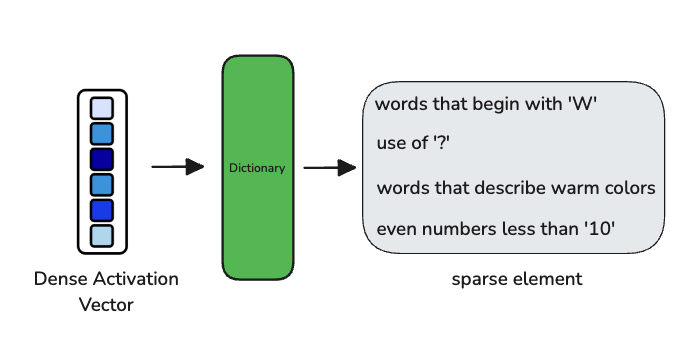 words that begin with 'W'
use of '?'
Dictionary
words that describe warm colors
even numbers less than '10'
Dense Activation
Vector
sparse element